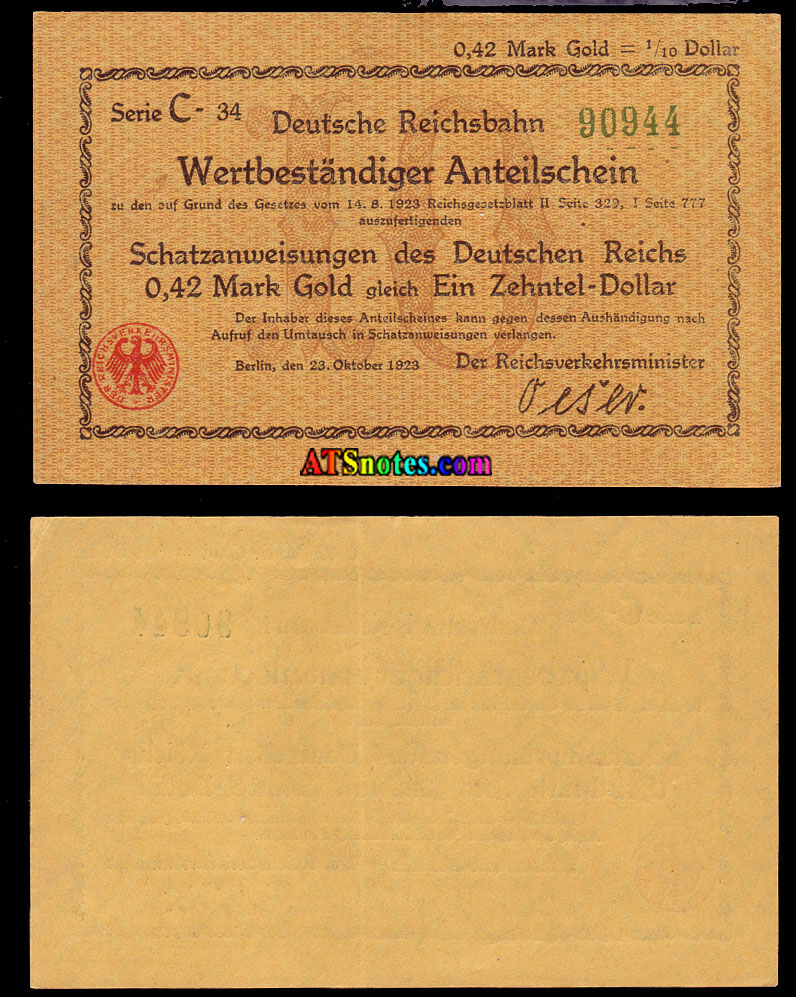 0,42 Mark Gold = 1/10 Dollar
Serie C- 34
Deutsche Reichsbahn 90944
Wertbeständiger Anteilschein
zu den auf Grund des Gesetzes vom 14. 8. 1923 Reichsgesetzblatt II Seite 329, I Seite 777
auszufertigenden
Schatzanweisungen des Deutschen Reichs
0,42 Mark Gold gleich Ein Zehntel-Dollar
Der Inhaber dieses Anteilscheines kann gegen dessen Aushändigung nach
Aufruf den Umtausch in Schatzanweisungen verlangen.
Berlin, den 23. Oktober 1923 Der Reichsverkehrsminister
Oeser.
DER REICHSVERKEHRSMINISTER
ATSnotes.com